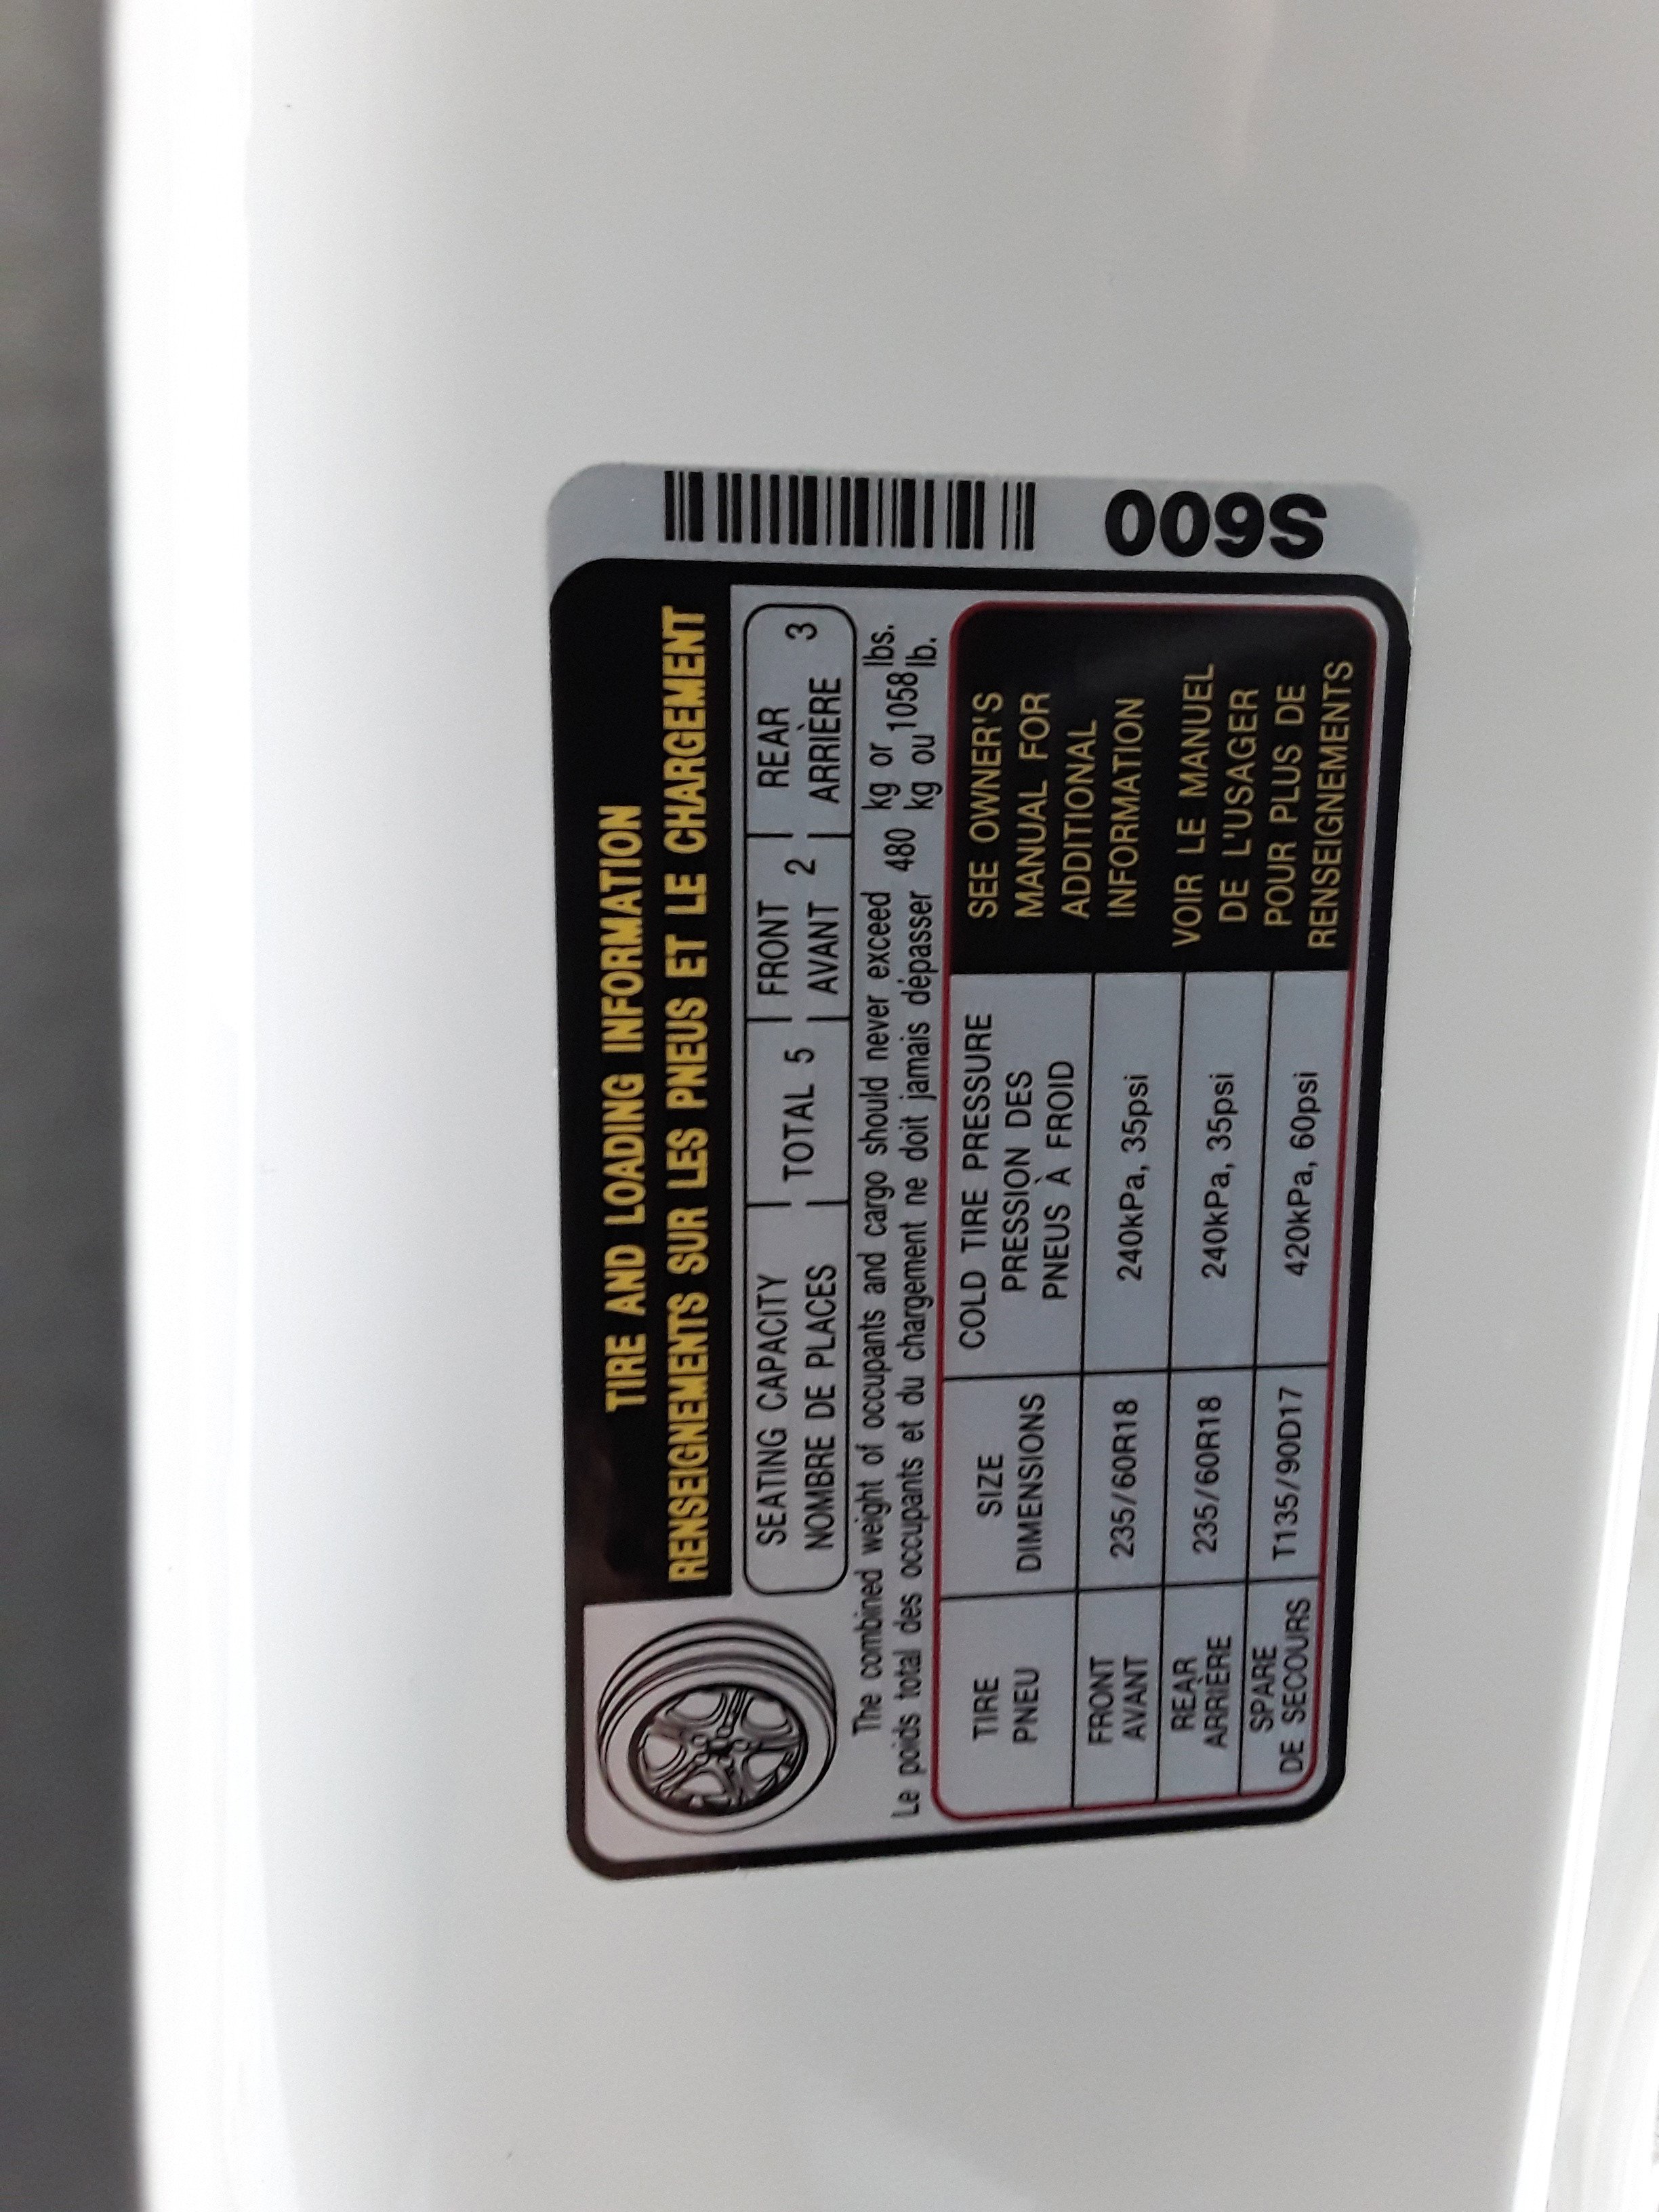 TIRE AND LOADING INFORMATION
RENSEIGNEMENTS SUR LES PNEUS ET LE CHARGEMENT
SEATING CAPACITY
NOMBRE DE PLACES
TOTAL 5
FRONT
AVANT 2
REAR
ARRIÈRE 3
The combined weight of occupants and cargo should never exceed 480 kg or 1058 lbs.
Le poids total des occupants et du chargement ne doit jamais dépasser 480 kg ou 1058 lb.
TIRE
PNEU
SIZE
DIMENSIONS
COLD TIRE PRESSURE
PRESSION DES
PNEUS À FROID
FRONT
AVANT
235/60R18
240kPa, 35psi
REAR
ARRIÈRE
235/60R18
240kPa, 35psi
SPARE
DE SECOURS
T135/90D17
420kPa, 60psi
SEE OWNER'S
MANUAL FOR
ADDITIONAL
INFORMATION
VOIR LE MANUEL
DE L'USAGER
POUR PLUS DE
RENSEIGNEMENTS
S600